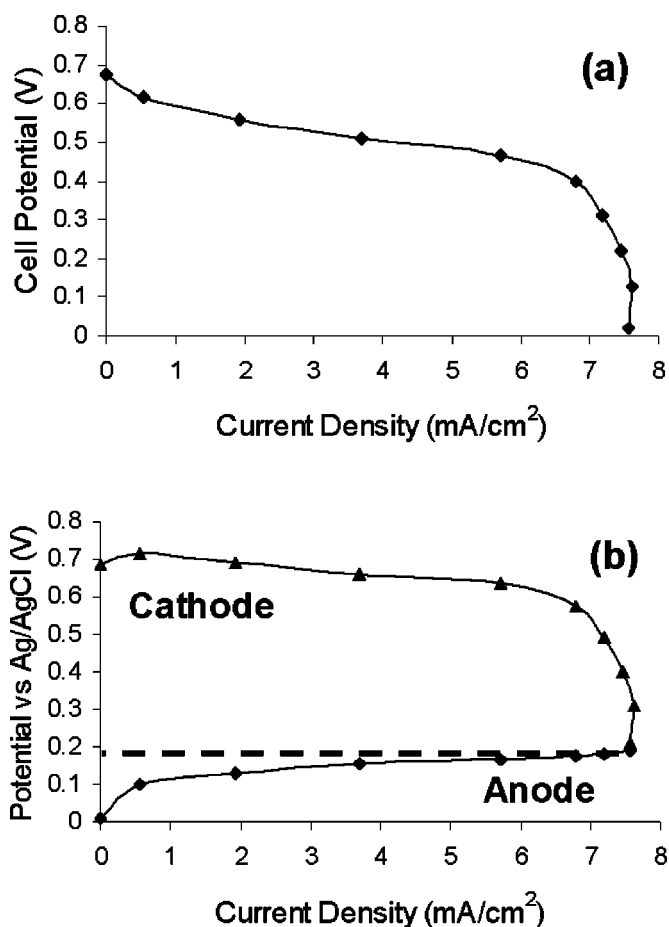 (a)
Cell Potential (V)
0.8
0.7
0.6
0.5
0.4
0.3
0.2
0.1
0
0 1 2 3 4 5 6 7 8
Current Density (mA/cm²)
(b)
Potential vs Ag/AgCl (V)
0.8
0.7
0.6
0.5
0.4
0.3
0.2
0.1
0
Cathode
Anode
0 1 2 3 4 5 6 7 8
Current Density (mA/cm²)